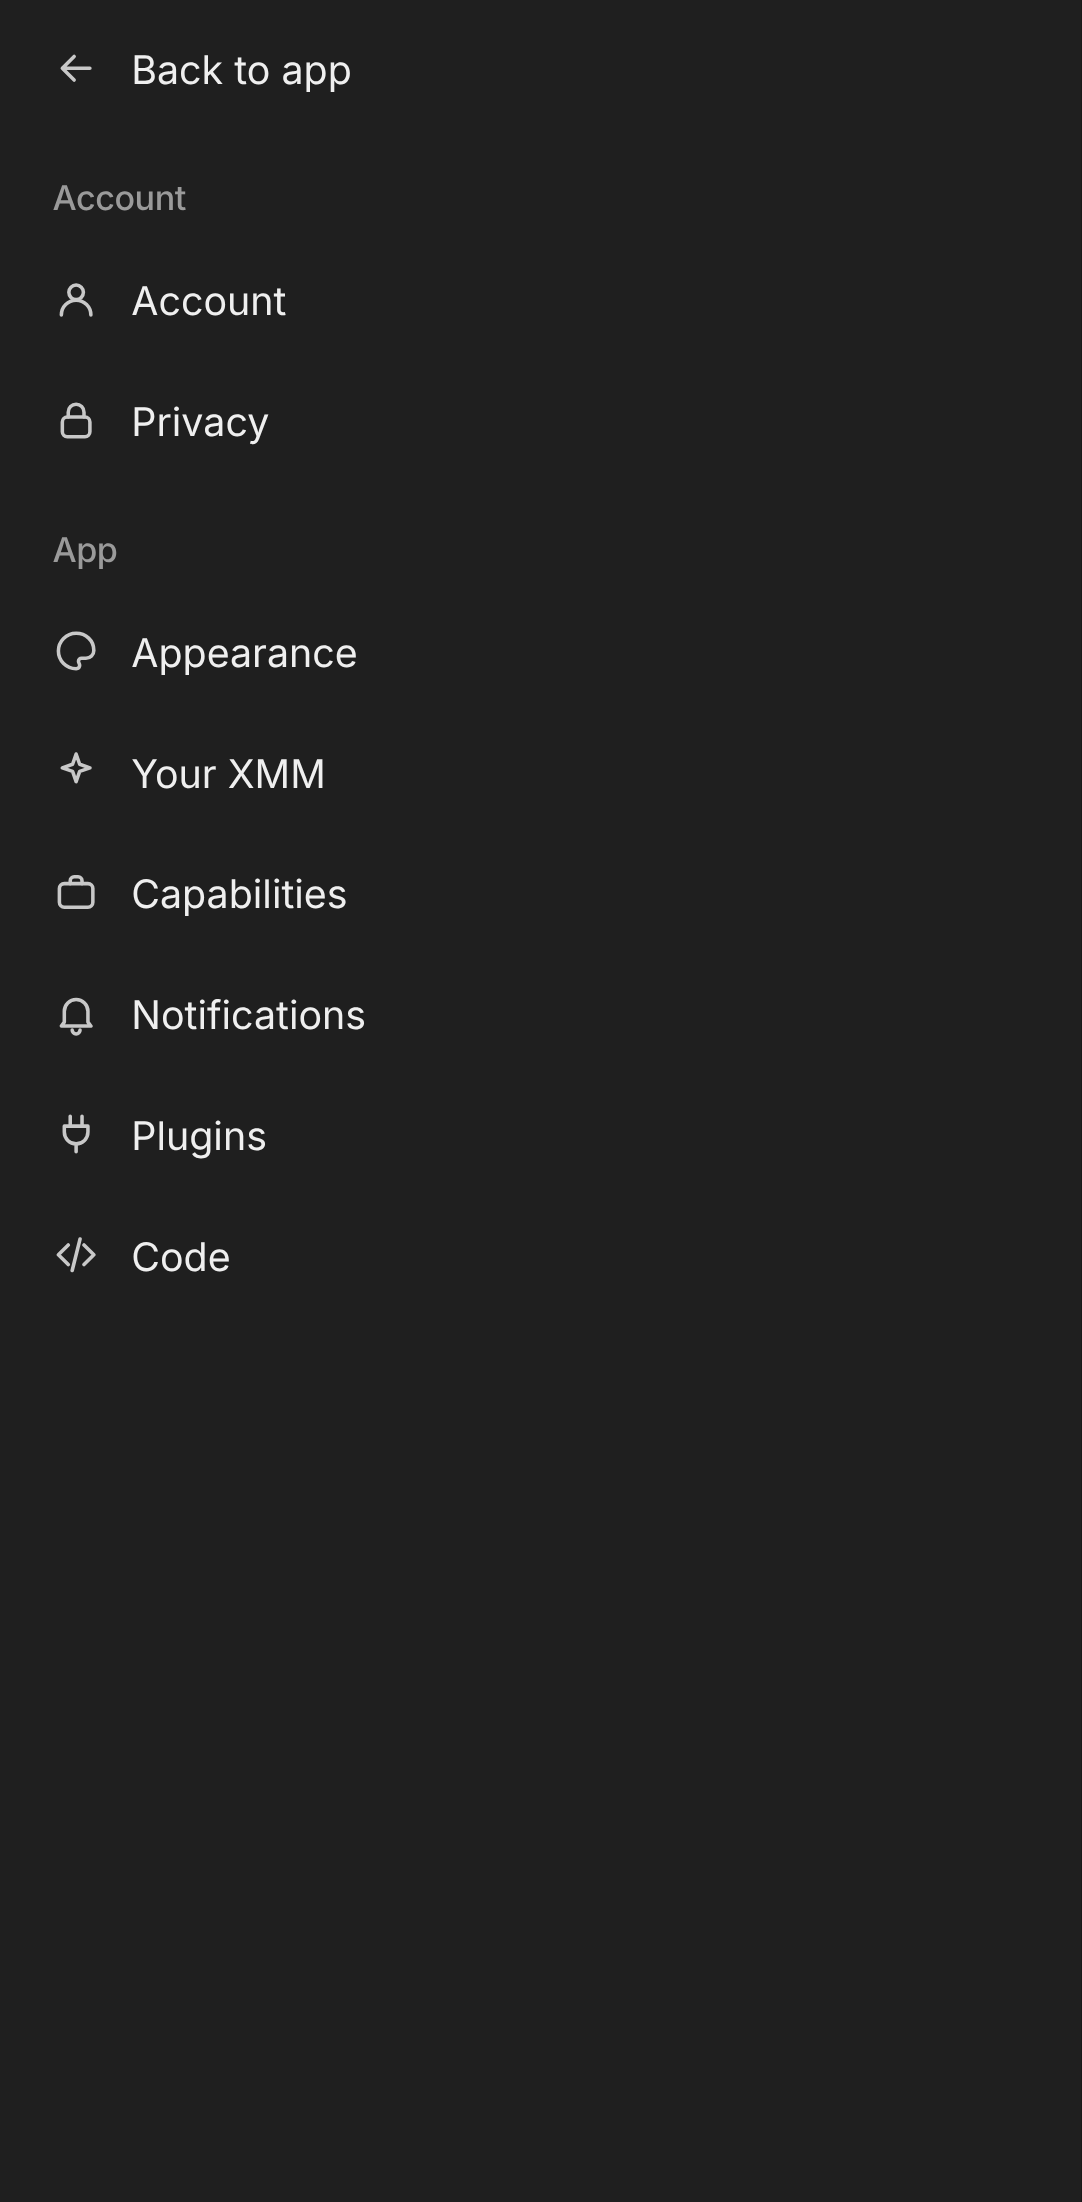 Back to app
Account
Account
Privacy
App
Appearance
Your XMM
Capabilities
Notifications
Plugins
Code